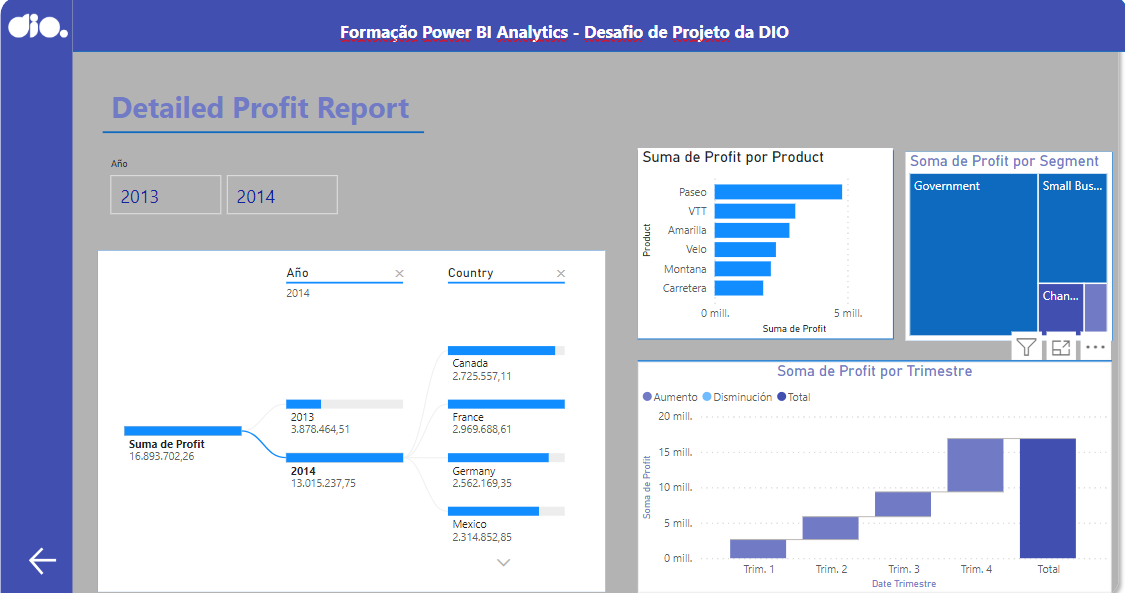 dio.
Formação Power BI Analytics - Desafio de Projeto da DIO
Detailed Profit Report
Año
2013
2014
Año
2014
Country
Suma de Profit
16.893.702,26
2013
3.878.464,51
2014
13.015.237,75
Canada
2.725.557,11
France
2.969.688,61
Germany
2.562.169,35
Mexico
2.314.852,85
Suma de Profit por Product
Product
Paseo
VTT
Amarilla
Velo
Montana
Carretera
0 mill.
5 mill.
Suma de Profit
Soma de Profit por Segment
Government
Small Bus...
Chan...
Soma de Profit por Trimestre
Aumento
Disminución
Total
Soma de Profit
20 mill.
15 mill.
10 mill.
5 mill.
0 mill.
Trim. 1
Trim. 2
Trim. 3
Trim. 4
Total
Date Trimestre